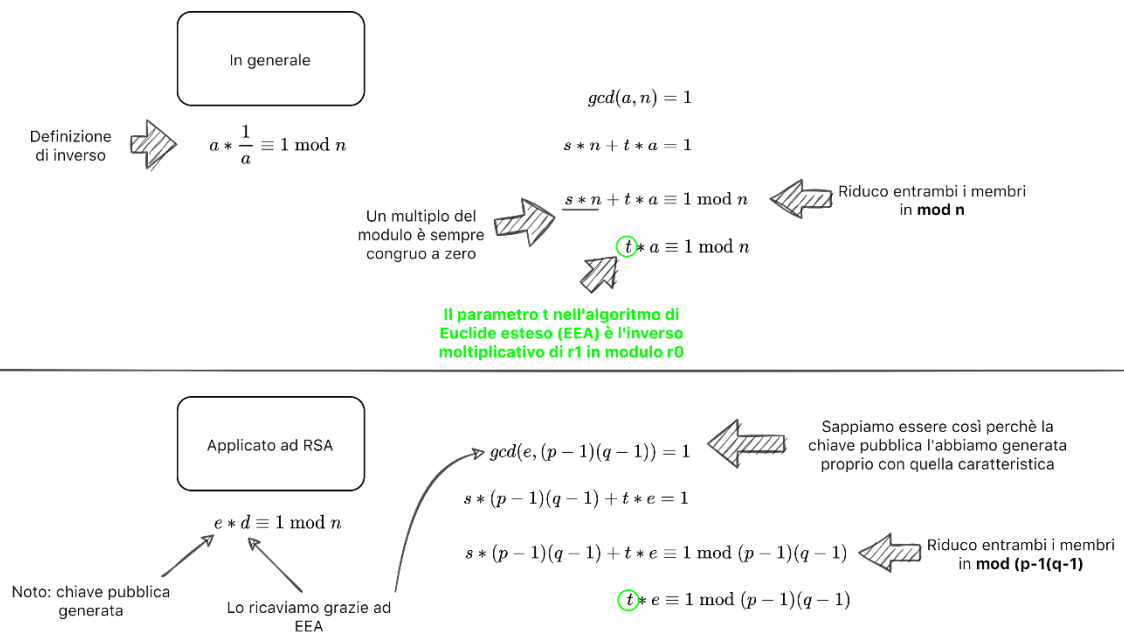 In generale
Definizione
di inverso
a * 1/a ≡ 1 mod n
gcd(a, n) = 1
s * n + t * a = 1
s * n + t * a ≡ 1 mod n
Riduco entrambi i membri
in mod n
Un multiplo del
modulo è sempre
congruo a zero
t * a ≡ 1 mod n
Il parametro t nell'algoritmo di
Euclide esteso (EEA) è l'inverso
moltiplicativo di r1 in modulo r0
Applicato ad RSA
e * d ≡ 1 mod n
Noto: chiave pubblica
generata
Lo ricaviamo grazie ad
EEA
gcd(e, (p − 1)(q − 1)) = 1
Sappiamo essere così perchè la
chiave pubblica l'abbiamo generata
proprio con quella caratteristica
s * (p − 1)(q − 1) + t * e = 1
s * (p − 1)(q − 1) + t * e ≡ 1 mod (p − 1)(q − 1)
Riduco entrambi i membri
in mod (p-1(q-1)
t * e ≡ 1 mod (p − 1)(q − 1)